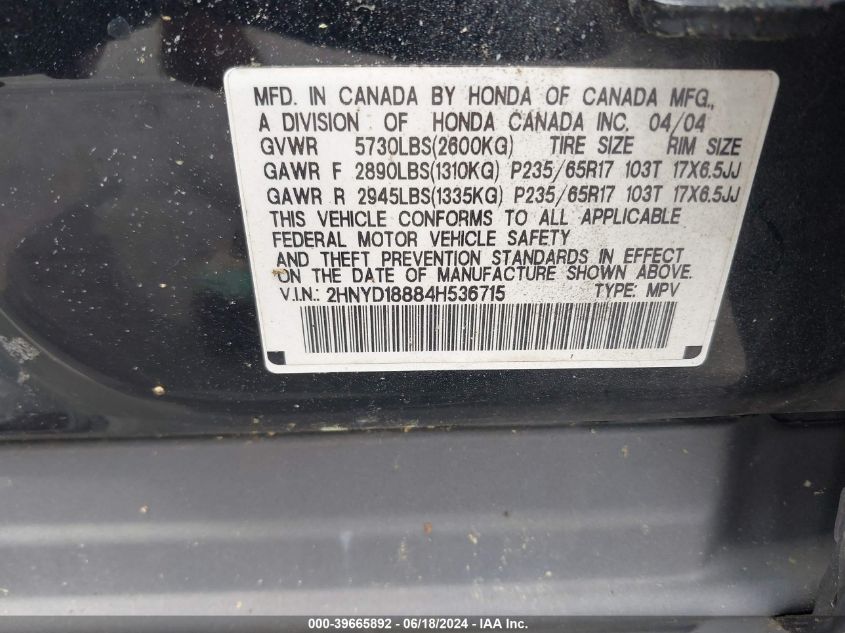 MFD. IN CANADA BY HONDA OF CANADA MFG.,
A DIVISION OF HONDA CANADA INC. 04/04
GVWR 5730LBS(2600KG) TIRE SIZE RIM SIZE
GAWR F 2890LBS(1310KG) P235/65R17 103T 17X6.5JJ
GAWR R 2945LBS(1335KG) P235/65R17 103T 17X6.5JJ
THIS VEHICLE CONFORMS TO ALL APPLICABLE
FEDERAL MOTOR VEHICLE SAFETY
AND THEFT PREVENTION STANDARDS IN EFFECT
ON THE DATE OF MANUFACTURE SHOWN ABOVE.
V.I.N.: 2HNYD18884H536715 TYPE: MPV
000-39665892 - 06/18/2024 - IAA Inc.